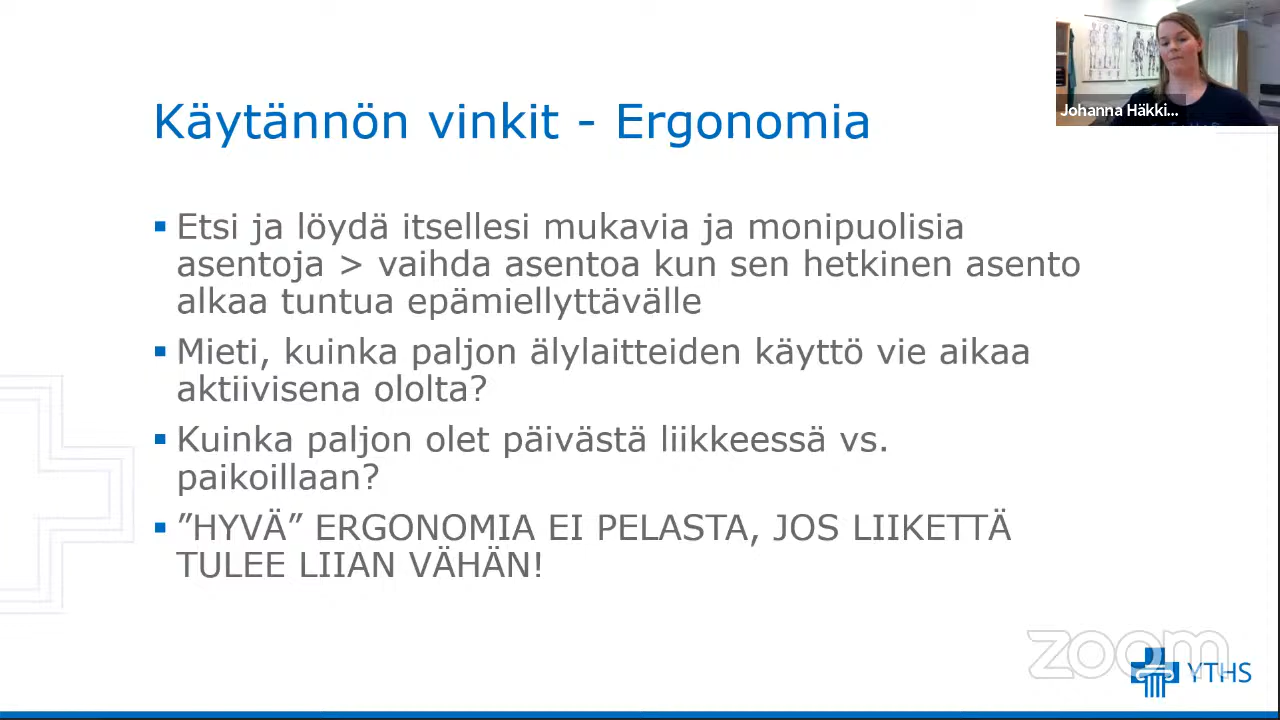 Johanna Häkki...
Käytännön vinkit - Ergonomia
Etsi ja löydä itsellesi mukavia ja monipuolisia
asentoja > vaihda asentoa kun sen hetkinen asento
alkaa tuntua epämiellyttävälle
Mieti, kuinka paljon älylaitteiden käyttö vie aikaa
aktiivisena ololta?
Kuinka paljon olet päivästä liikkeessä vs.
paikoillaan?
”HYVÄ” ERGONOMIA EI PELASTA, JOS LIIKETTÄ
TULEE LIIAN VÄHÄN!
zoom
YTHS